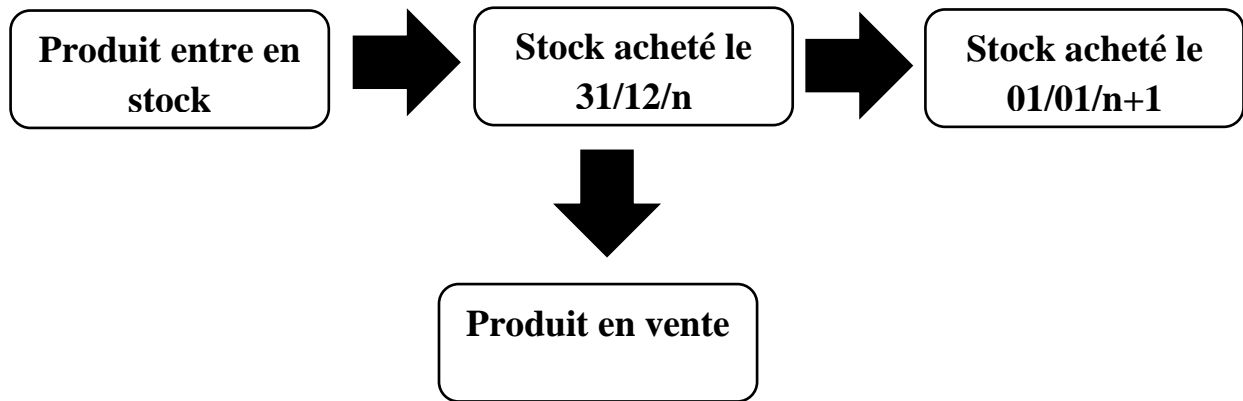 Produit entre en
stock
Stock acheté le
31/12/n
Stock acheté le
01/01/n+1
Produit en vente